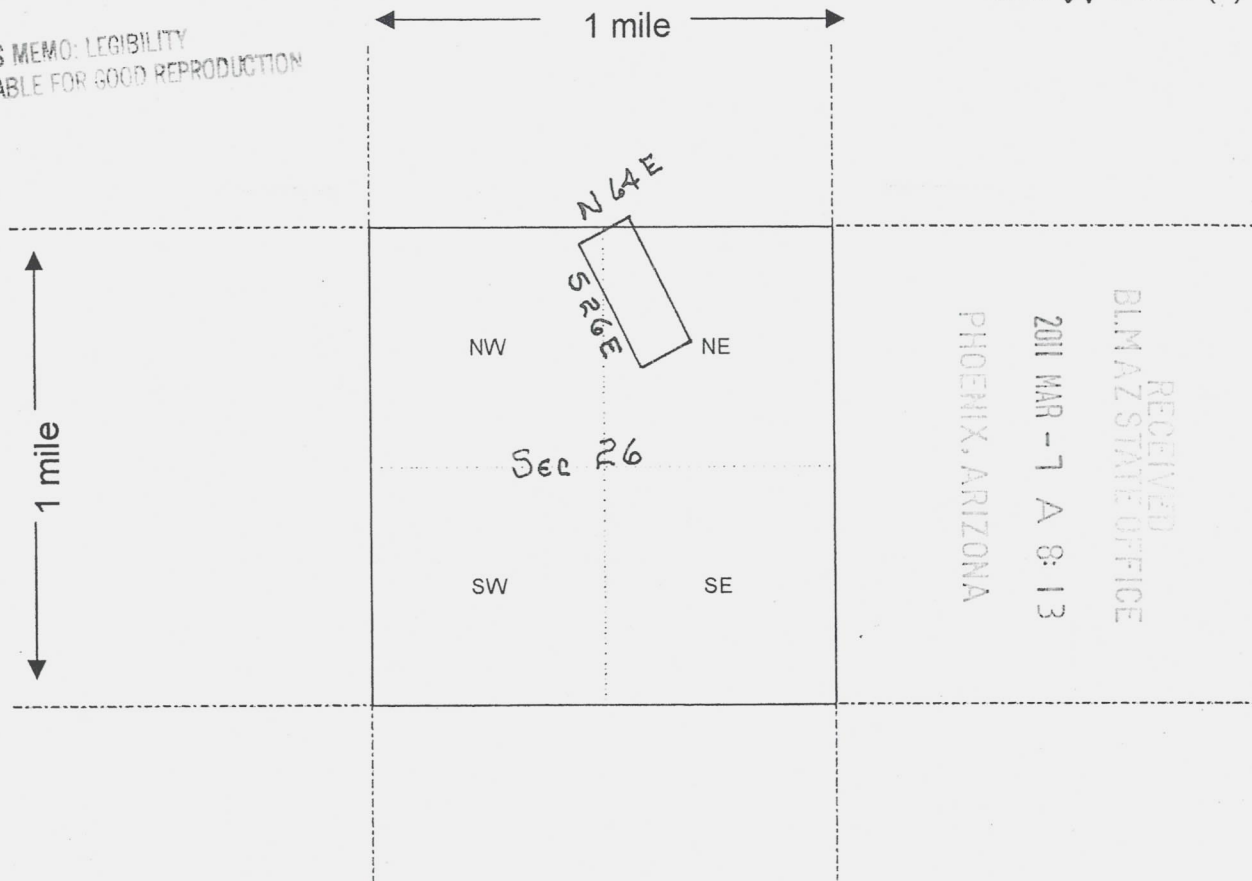 1 mile
S MEMO: LEGIBILITY
ABLE FOR GOOD REPRODUCTION
N 64 E
S 26 E
NW
NE
1 mile
Sec 26
SW
SE
RECEIVED
BLM AZ STATE OFFICE
2011 MAR -7 A 8: 13
PHOENIX, ARIZONA